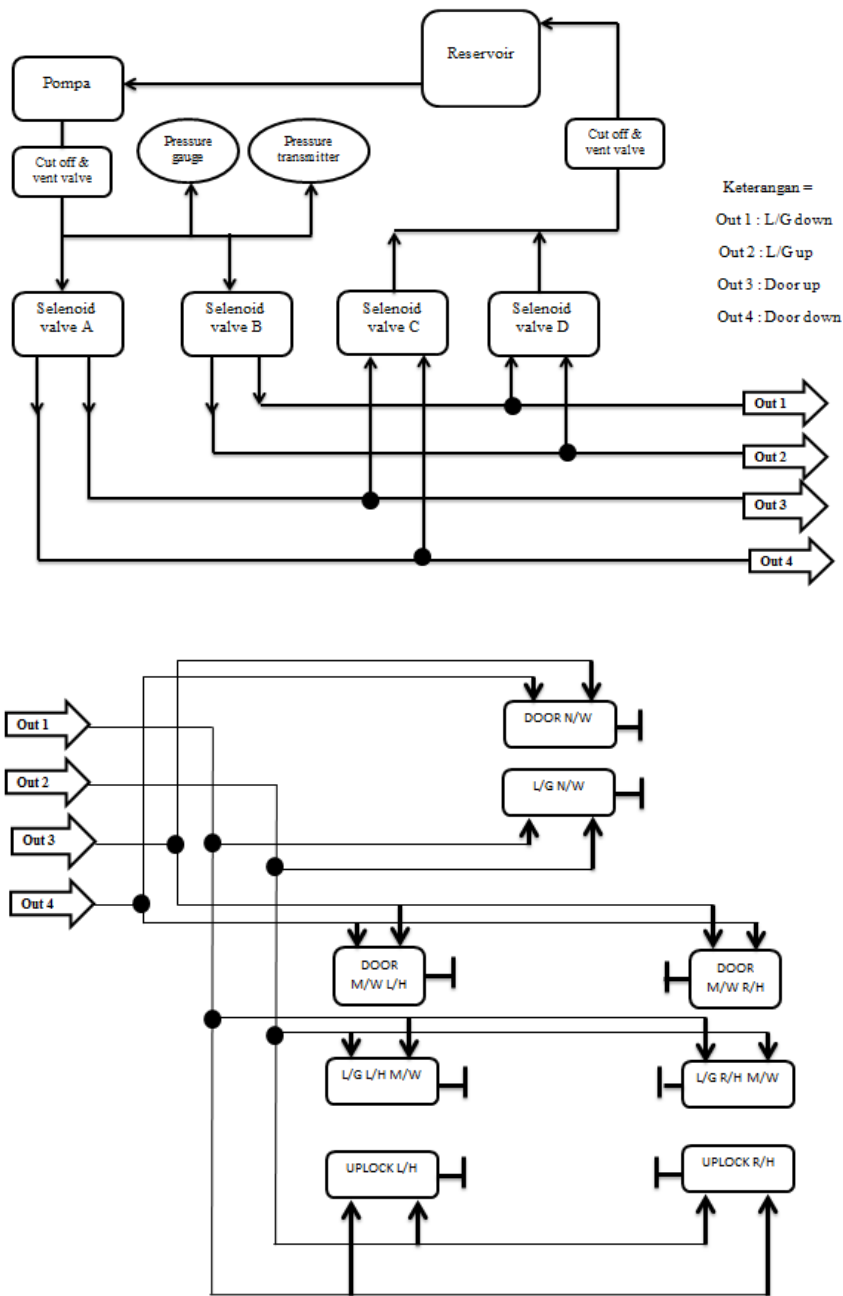 Reservoir
Pompa
Cut off &
vent valve
Pressure
gauge
Pressure
transmitter
Cut off &
vent valve
Keterangan =
Out 1 : L/G down
Out 2 : L/G up
Out 3 : Door up
Out 4 : Door down
Selenoid
valve A
Selenoid
valve B
Selenoid
valve C
Selenoid
valve D
Out 1
Out 2
Out 3
Out 4
Out 1
Out 2
Out 3
Out 4
DOOR N/W
L/G N/W
DOOR
M/W L/H
DOOR
M/W R/H
L/G L/H M/W
L/G R/H M/W
UPLOCK L/H
UPLOCK R/H